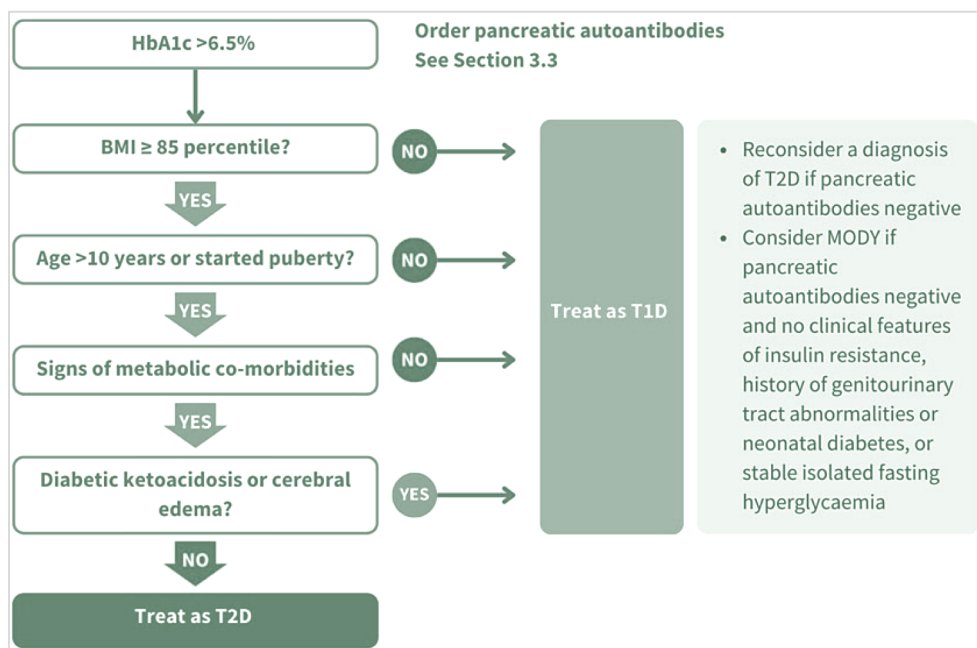 HbA1c >6.5%
Order pancreatic autoantibodies
See Section 3.3
BMI ≥ 85 percentile?
NO
YES
Age >10 years or started puberty?
NO
YES
Signs of metabolic co-morbidities
NO
YES
Diabetic ketoacidosis or cerebral
edema?
YES
NO
Treat as T2D
Treat as T1D
• Reconsider a diagnosis
of T2D if pancreatic
autoantibodies negative
• Consider MODY if
pancreatic
autoantibodies negative
and no clinical features
of insulin resistance,
history of genitourinary
tract abnormalities or
neonatal diabetes, or
stable isolated fasting
hyperglycaemia